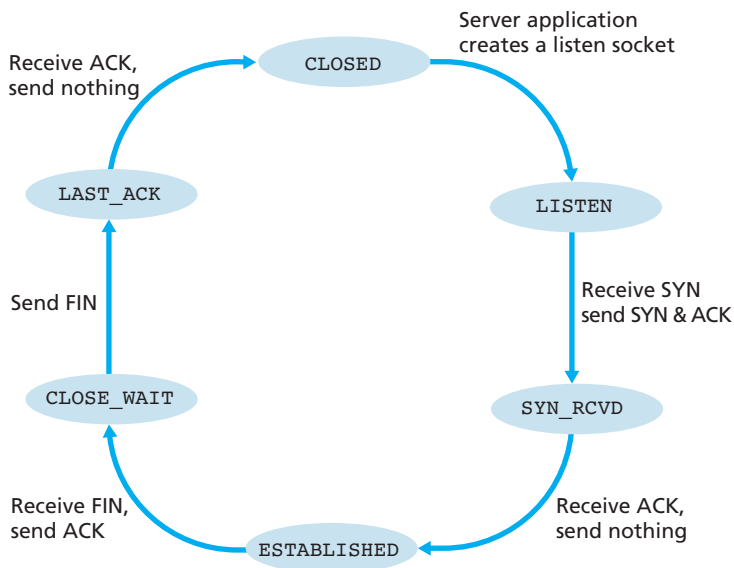 Server application
creates a listen socket
CLOSED
Receive ACK,
send nothing
LAST_ACK
LISTEN
Send FIN
Receive SYN
send SYN & ACK
CLOSE_WAIT
SYN_RCVD
Receive FIN,
send ACK
Receive ACK,
send nothing
ESTABLISHED